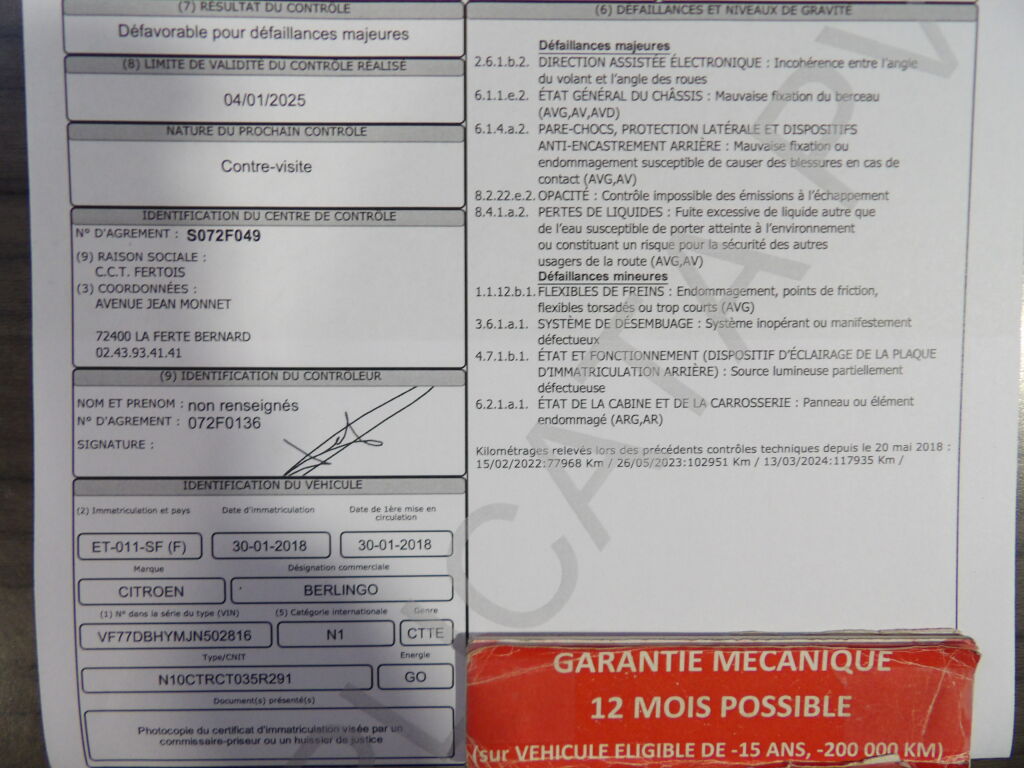 (7) RÉSULTAT DU CONTRÔLE
Défavorable pour défaillances majeures
(8) LIMITE DE VALIDITÉ DU CONTRÔLE RÉALISÉ
04/01/2025
NATURE DU PROCHAIN CONTRÔLE
Contre-visite
IDENTIFICATION DU CENTRE DE CONTRÔLE
N° D'AGREMENT : S072F049
(9) RAISON SOCIALE :
C.C.T. FERTOIS
(3) COORDONNÉES :
AVENUE JEAN MONNET
72400 LA FERTE BERNARD
02.43.93.41.41
(9) IDENTIFICATION DU CONTRÔLEUR
NOM ET PRENOM : non renseignés
N° D'AGREMENT : 072F0136
SIGNATURE :
IDENTIFICATION DU VÉHICULE
(2) Immatriculation et pays
Date d'immatriculation
Date de 1ère mise en
circulation
ET-011-SF (F)
30-01-2018
30-01-2018
Marque
Désignation commerciale
CITROEN
BERLINGO
(1) N° dans la série du type (VIN)
(5) Catégorie internationale
Genre
VF77DBHYMJN502816
N1
CTTE
Type/CNIT
Energie
N10CTRCT035R291
GO
Document(s) présenté(s)
Photocopie du certificat d'immatriculation visée par un
commissaire-priseur ou un huissier de justice
(6) DÉFAILLANCES ET NIVEAUX DE GRAVITÉ
Défaillances majeures
2.6.1.b.2. DIRECTION ASSISTÉE ÉLECTRONIQUE : Incohérence entre l'angle
du volant et l'angle des roues
6.1.1.e.2. ÉTAT GÉNÉRAL DU CHÂSSIS : Mauvaise fixation du berceau
(AVG,AV,AVD)
6.1.4.a.2. PARE-CHOCS, PROTECTION LATÉRALE ET DISPOSITIFS
ANTI-ENCASTREMENT ARRIÈRE : Mauvaise fixation ou
endommagement susceptible de causer des blessures en cas de
contact (AVG,AV)
8.2.22.e.2. OPACITÉ : Contrôle impossible des émissions à l'échappement
8.4.1.a.2. PERTES DE LIQUIDES : Fuite excessive de liquide autre que
de l'eau susceptible de porter atteinte à l'environnement
ou constituant un risque pour la sécurité des autres
usagers de la route (AVG,AV)
Défaillances mineures
1.1.12.b.1. FLEXIBLES DE FREINS : Endommagement, points de friction,
flexibles torsadés ou trop courts (AVG)
3.6.1.a.1. SYSTÈME DE DÉSEMBUAGE : Système inopérant ou manifestement
défectueux
4.7.1.b.1. ÉTAT ET FONCTIONNEMENT (DISPOSITIF D'ÉCLAIRAGE DE LA PLAQUE
D'IMMATRICULATION ARRIÈRE) : Source lumineuse partiellement
défectueuse
6.2.1.a.1. ÉTAT DE LA CABINE ET DE LA CARROSSERIE : Panneau ou élément
endommagé (ARG,AR)
Kilométrages relevés lors des précédents contrôles techniques depuis le 20 mai 2018 :
15/02/2022:77968 Km / 26/05/2023:102951 Km / 13/03/2024:117935 Km /
GARANTIE MECANIQUE
12 MOIS POSSIBLE
(sur VEHICULE ELIGIBLE DE -15 ANS, -200 000 KM)